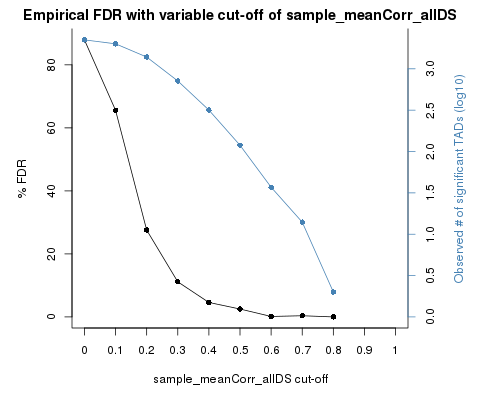 Empirical FDR with variable cut-off of sample_meanCorr_allDS
% FDR
80
60
40
20
0
Observed # of significant TADs (log10)
3.0
2.5
2.0
1.5
1.0
0.5
0.0
0 0.1 0.2 0.3 0.4 0.5 0.6 0.7 0.8 0.9 1
sample_meanCorr_allDS cut-off